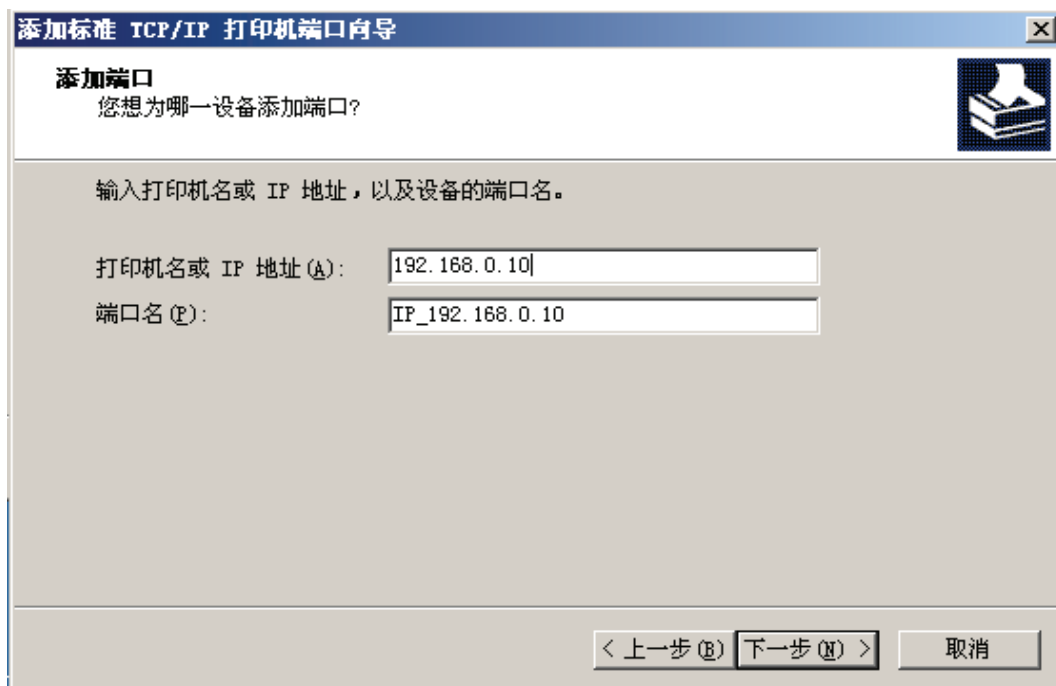 添加标准 TCP/IP 打印机端口向导
添加端口
您想为哪一设备添加端口?
输入打印机名或 IP 地址，以及设备的端口名。
打印机名或 IP 地址(A): 192.168.0.10
端口名(P): IP_192.168.0.10
< 上一步(B) 下一步(N) > 取消